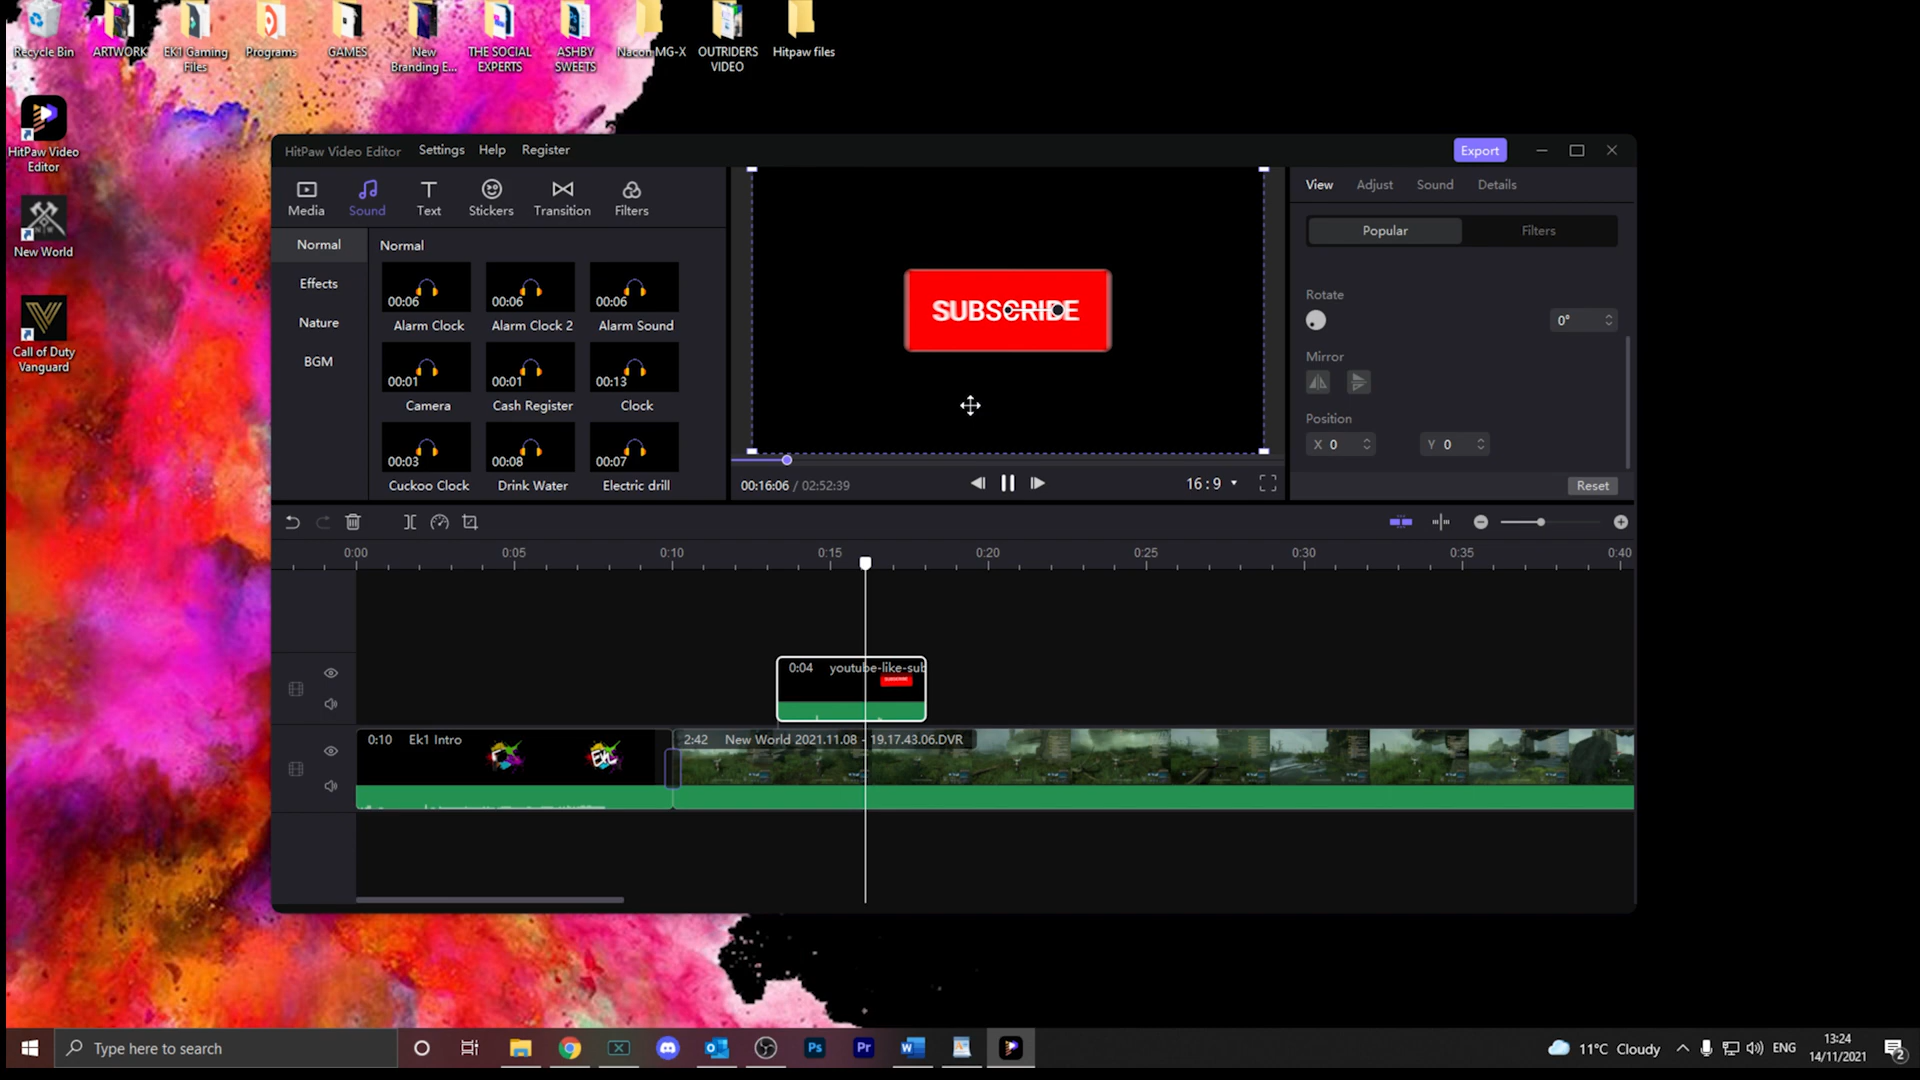 Recycle Bin
ARTWORK
EK1 Gaming Files
Programs
GAMES
New Branding E...
THE SOCIAL EXPERTS
ASHBY SWEETS
Nacon MG-X
OUTRIDERS VIDEO
Hitpaw files
HitPaw Video Editor
New World
Call of Duty Vanguard
HitPaw Video Editor
Settings
Help
Register
Export
Media
Sound
Text
Stickers
Transition
Filters
Normal
Effects
Nature
BGM
Normal
00:06
00:06
00:06
Alarm Clock
Alarm Clock 2
Alarm Sound
00:01
00:01
00:13
Camera
Cash Register
Clock
00:03
00:08
00:07
Cuckoo Clock
Drink Water
Electric drill
SUBSCRIBE
00:16:06 / 02:52:39
16:9
View
Adjust
Sound
Details
Popular
Filters
Rotate
0°
Mirror
Position
X 0
Y 0
Reset
0:00
0:05
0:10
0:15
0:20
0:25
0:30
0:35
0:40
0:04 youtube-like-sub
SUBSCRIBE
0:10 Ek1 Intro
2:42 New World 2021.11.08 - 19.17.43.06.DVR
Type here to search
Ps
Pr
11°C Cloudy
ENG
13:24
14/11/2021
2